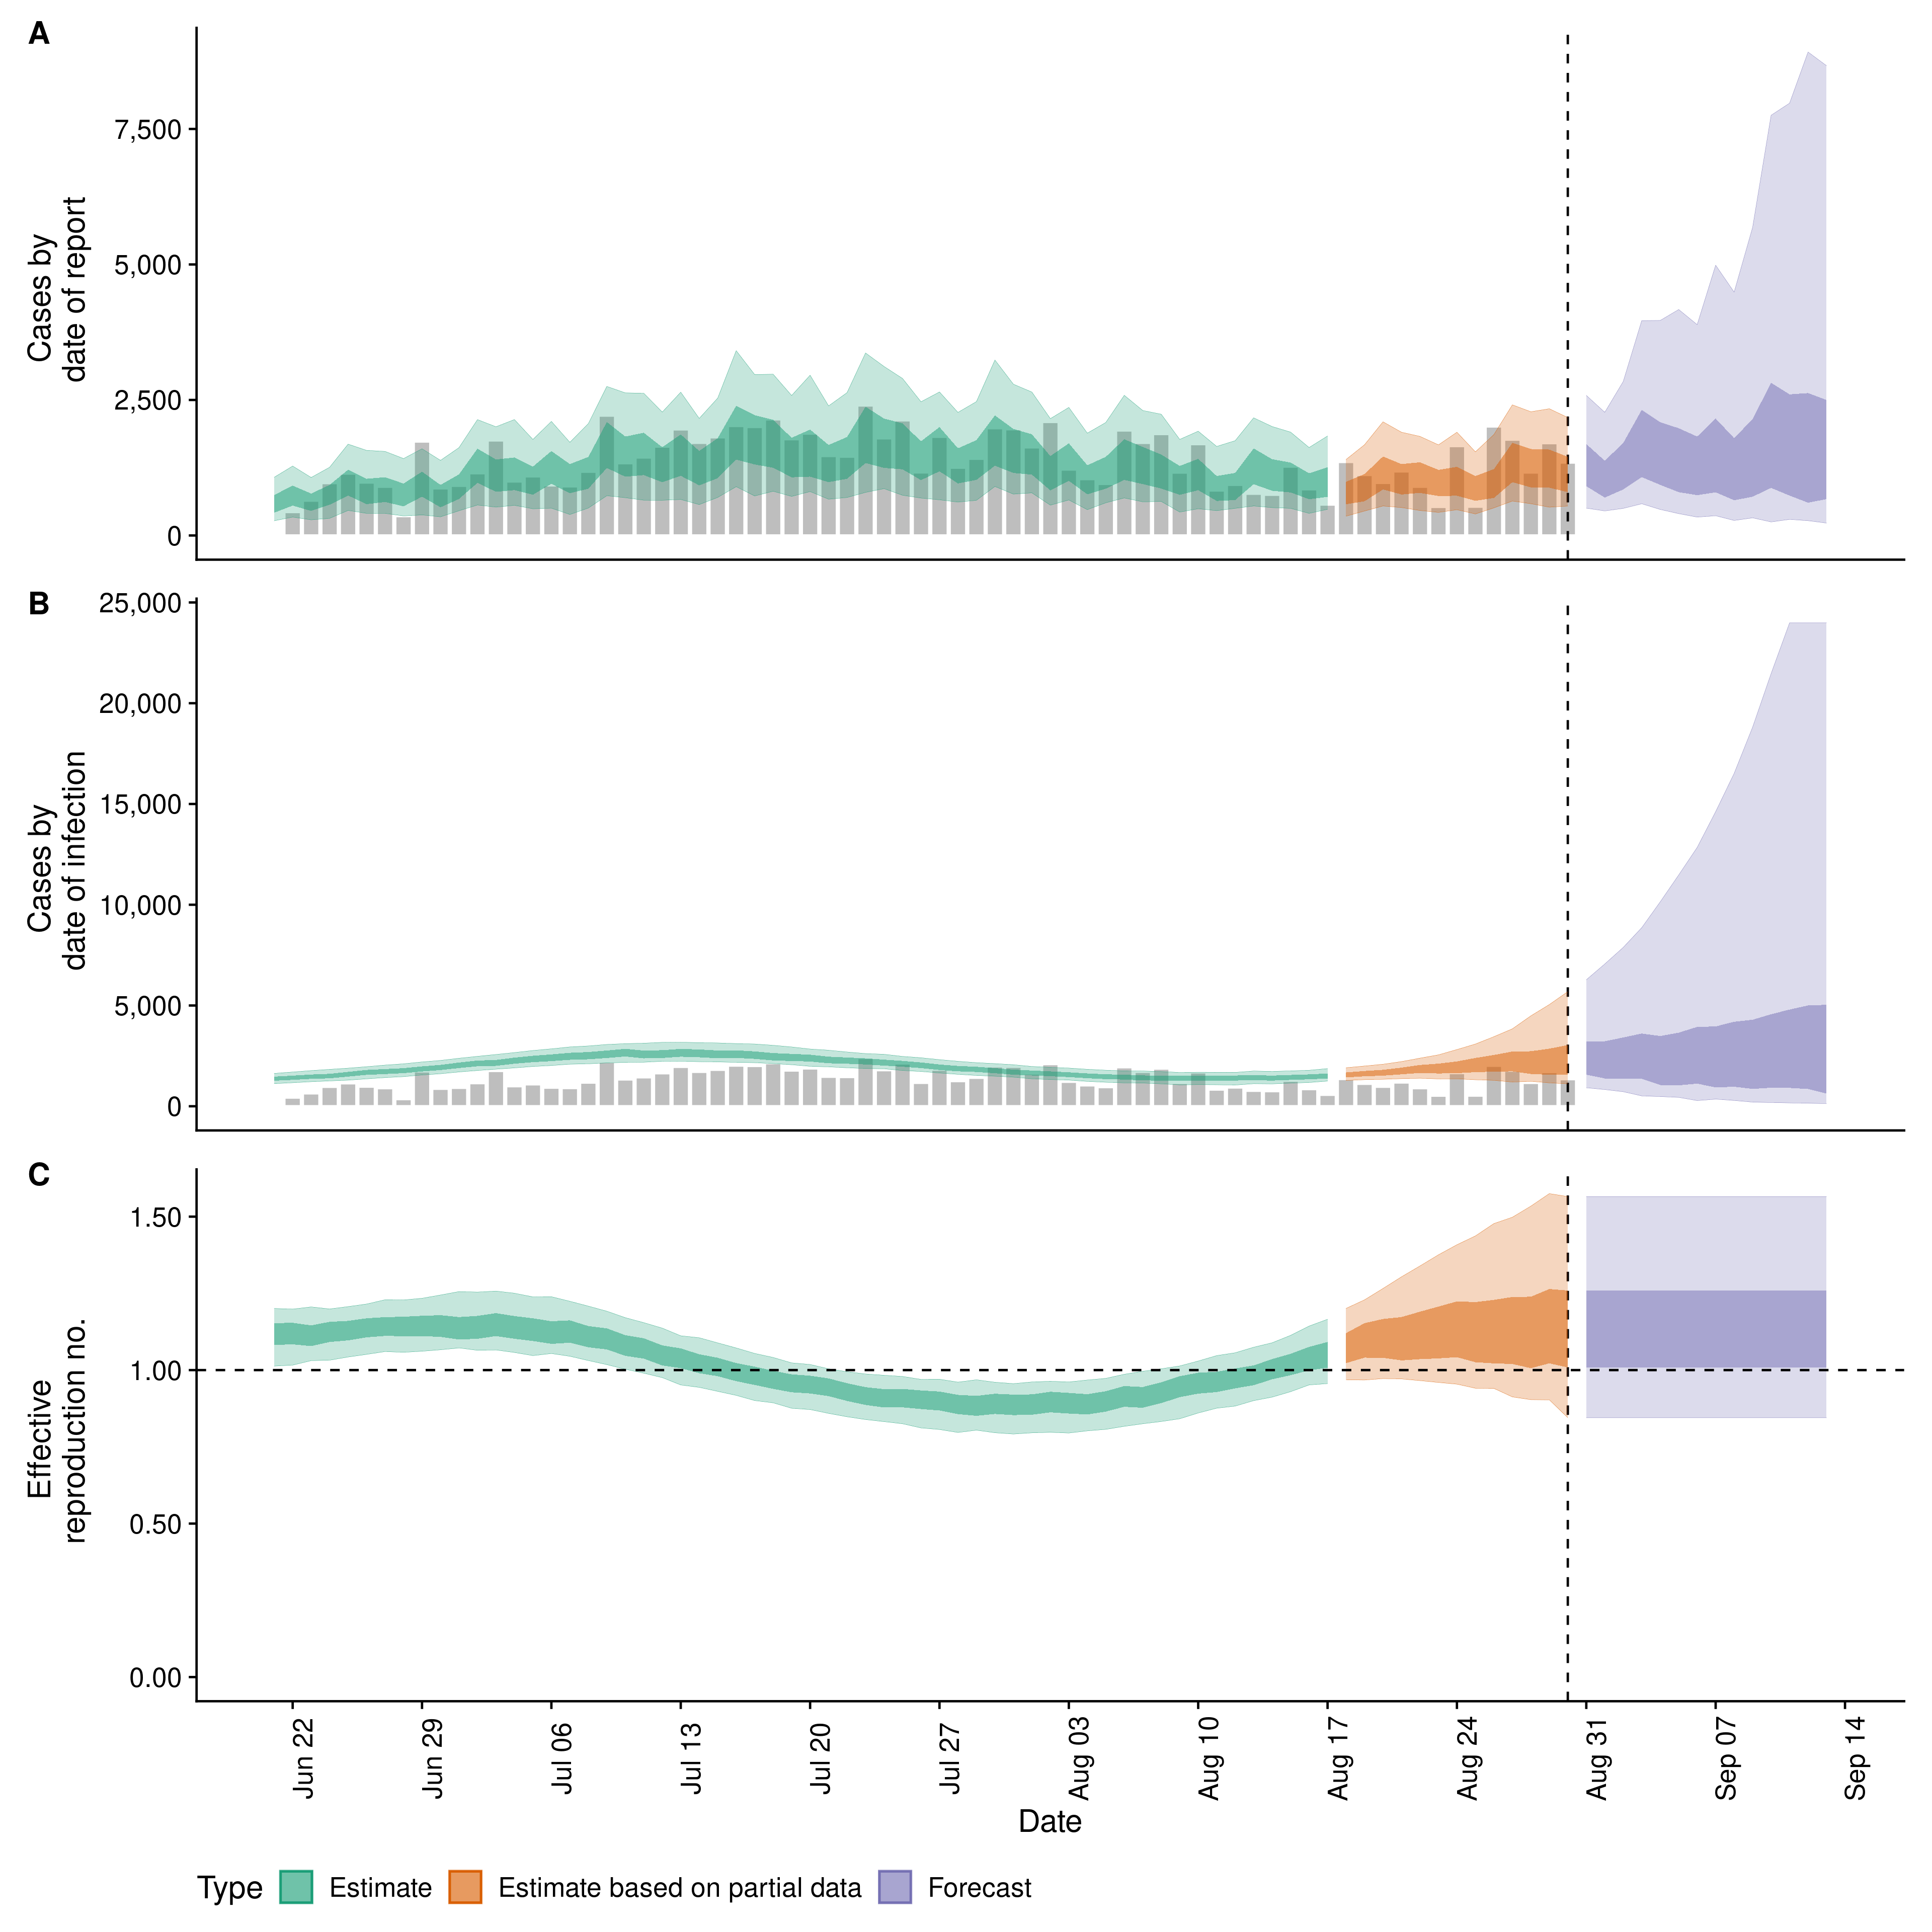 A
Cases by
date of report
7,500
5,000
2,500
0
B
Cases by
date of infection
25,000
20,000
15,000
10,000
5,000
0
C
Effective
reproduction no.
1.50
1.00
0.50
0.00
Jun 22
Jun 29
Jul 06
Jul 13
Jul 20
Jul 27
Aug 03
Aug 10
Aug 17
Aug 24
Aug 31
Sep 07
Sep 14
Date
Type Estimate Estimate based on partial data Forecast